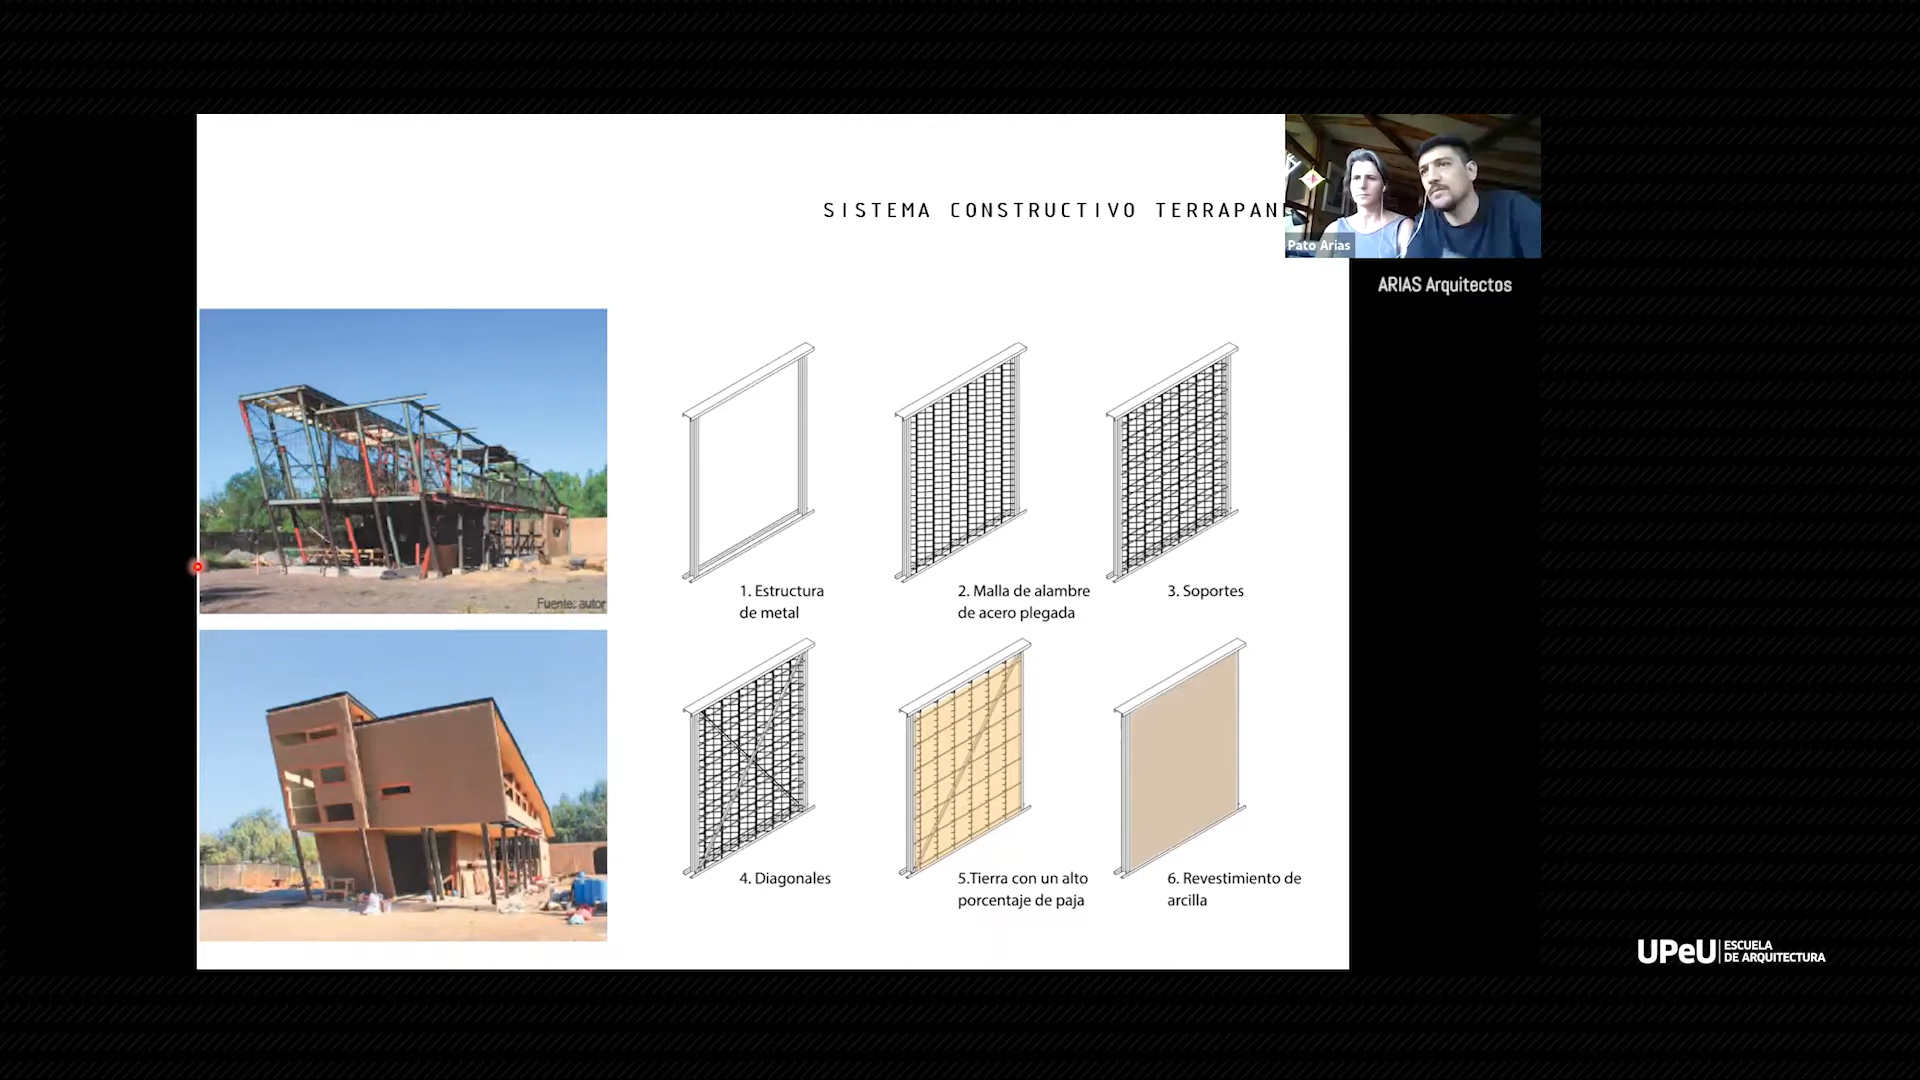 SISTEMA CONSTRUCTIVO
Pato Arias
ARIAS Arquitectos
Fuente: autor
1. Estructura
de metal
2. Malla de alambre
de acero plegada
3. Soportes
4. Diagonales
5.Tierra con un alto
porcentaje de paja
6. Revestimiento de
arcilla
UPeU
ESCUELA
DE ARQUITECTURA